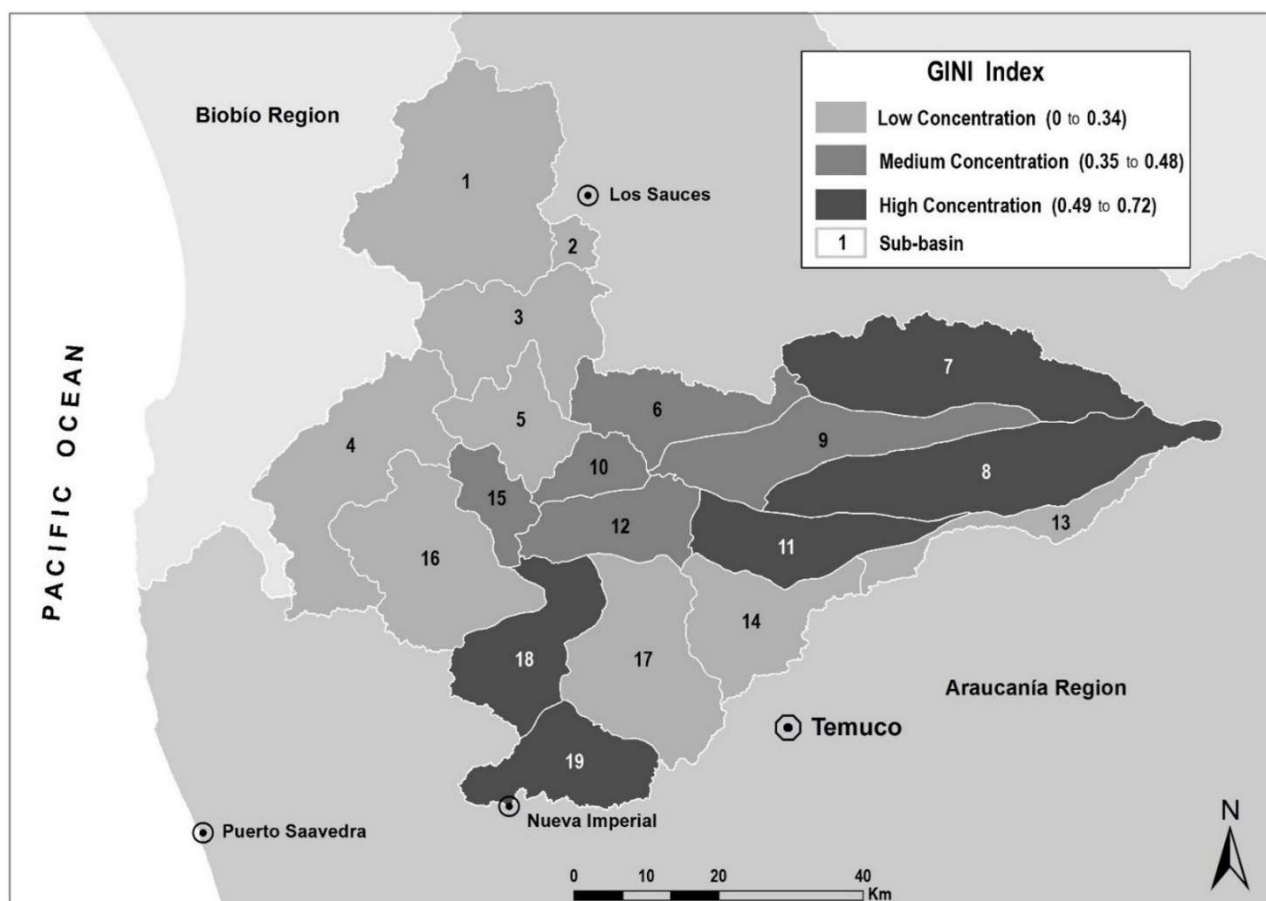 GINI Index
Low Concentration (0 to 0.34)
Medium Concentration (0.35 to 0.48)
High Concentration (0.49 to 0.72)
1 Sub-basin
Biobío Region
1
Los Sauces
2
3
7
PACIFIC OCEAN
4
5
6
9
8
10
15
12
11
13
16
14
18
17
Araucanía Region
Temuco
19
Nueva Imperial
Puerto Saavedra
N
0 10 20 40
Km